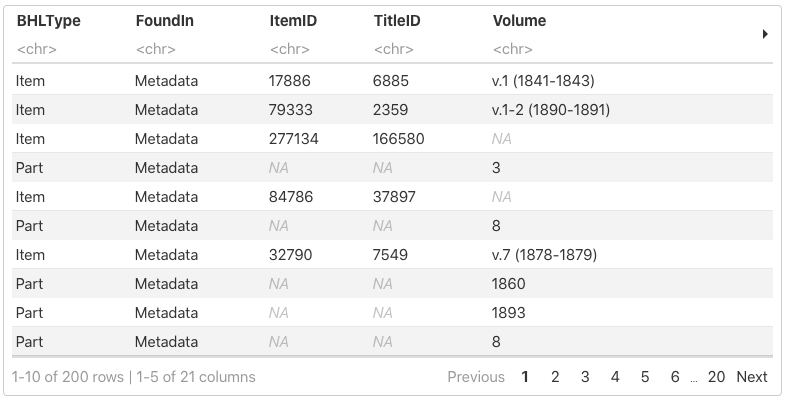 BHLType FoundIn ItemID TitleID Volume
<chr> <chr> <chr> <chr> <chr>
Item Metadata 17886 6885 v.1 (1841-1843)
Item Metadata 79333 2359 v.1-2 (1890-1891)
Item Metadata 277134 166580 NA
Part Metadata NA NA 3
Item Metadata 84786 37897 NA
Part Metadata NA NA 8
Item Metadata 32790 7549 v.7 (1878-1879)
Part Metadata NA NA 1860
Part Metadata NA NA 1893
Part Metadata NA NA 8
1-10 of 200 rows | 1-5 of 21 columns Previous 1 2 3 4 5 6 ... 20 Next